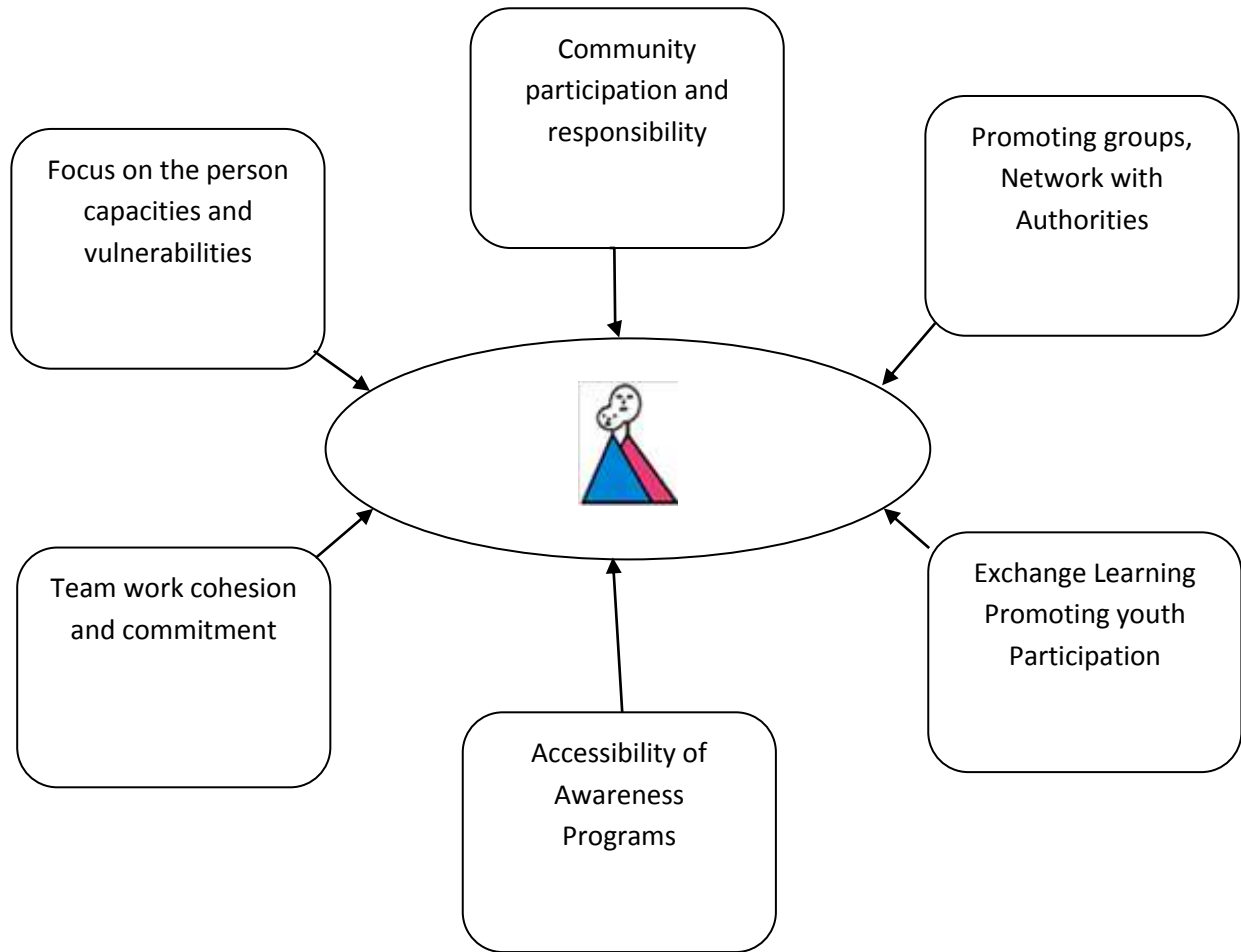 Community
participation and
responsibility
Focus on the person
capacities and
vulnerabilities
Promoting groups,
Network with
Authorities
Team work cohesion
and commitment
Exchange Learning
Promoting youth
Participation
Accessibility of
Awareness
Programs